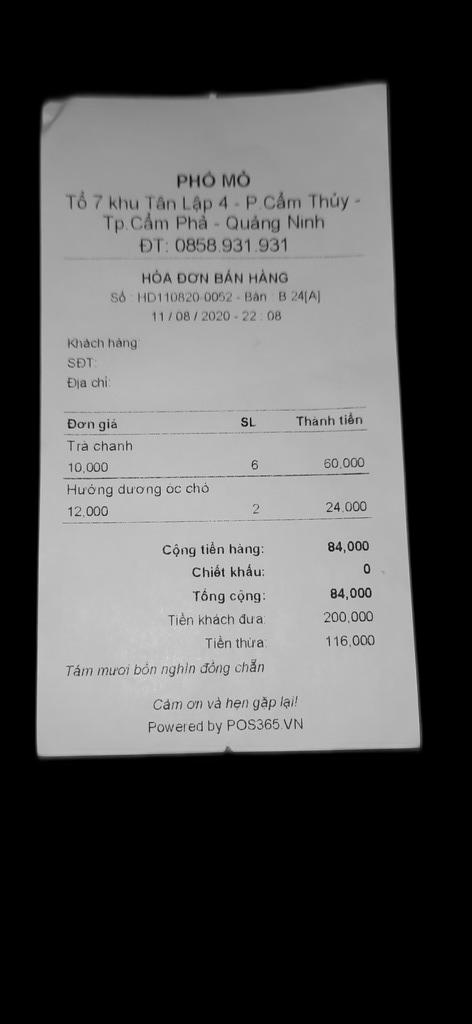 PHỐ MỎ
Tổ 7 khu Tân Lập 4 - P.Cẩm Thủy -
Tp.Cẩm Phả - Quảng Ninh
ĐT: 0858.931.931
HÓA ĐƠN BÁN HÀNG
Số : HD110820-0052 - Bàn : B 24[A]
11 / 08 / 2020 - 22 : 08
Khách hàng:
SĐT:
Địa chỉ:
Đơn giá SL Thành tiền
Trà chanh
10,000 6 60,000
Hướng dương óc chó
12,000 2 24,000
Cộng tiền hàng: 84,000
Chiết khấu: 0
Tổng cộng: 84,000
Tiền khách đưa: 200,000
Tiền thừa: 116,000
Tám mươi bốn nghìn đồng chẵn
Cảm ơn và hẹn gặp lại!
Powered by POS365.VN